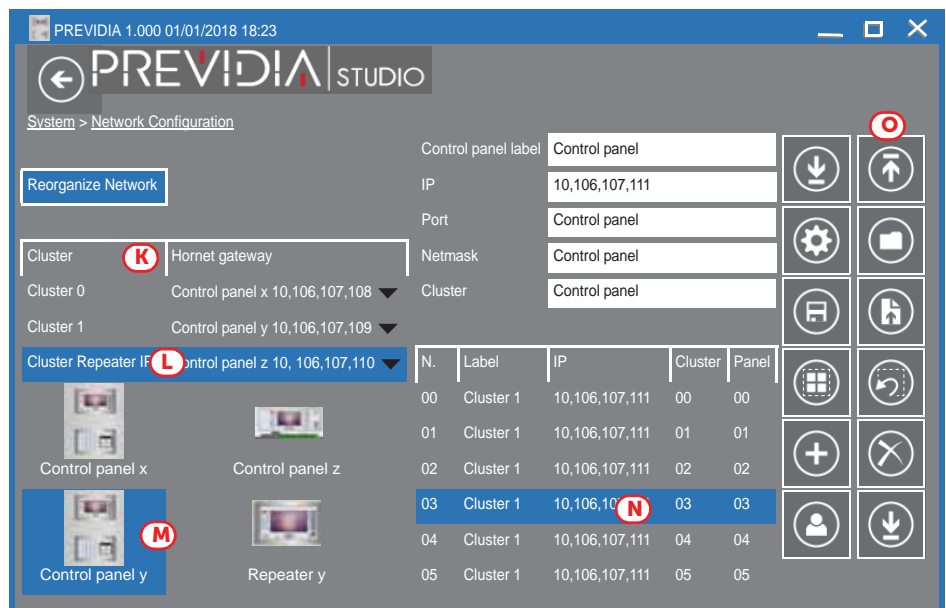 PREVIDIA 1.000 01/01/2018 18:23
PREVIDIA STUDIO
System > Network Configuration
O
Reorganize Network
Control panel label Control panel
IP 10,106,107,111
Port Control panel
Netmask Control panel
Cluster Control panel
Cluster K Hornet gateway
Cluster 0 Control panel x 10,106,107,108
Cluster 1 Control panel y 10,106,107,109
Cluster Repeater IP L ontrol panel z 10, 106,107,110
Control panel x
Control panel z
M
Control panel y
Repeater y
N. Label IP Cluster Panel
00 Cluster 1 10,106,107,111 00 00
01 Cluster 1 10,106,107,111 01 01
02 Cluster 1 10,106,107,111 02 02
03 Cluster 1 10,106,10 N 03 03
04 Cluster 1 10,106,107,111 04 04
05 Cluster 1 10,106,107,111 05 05